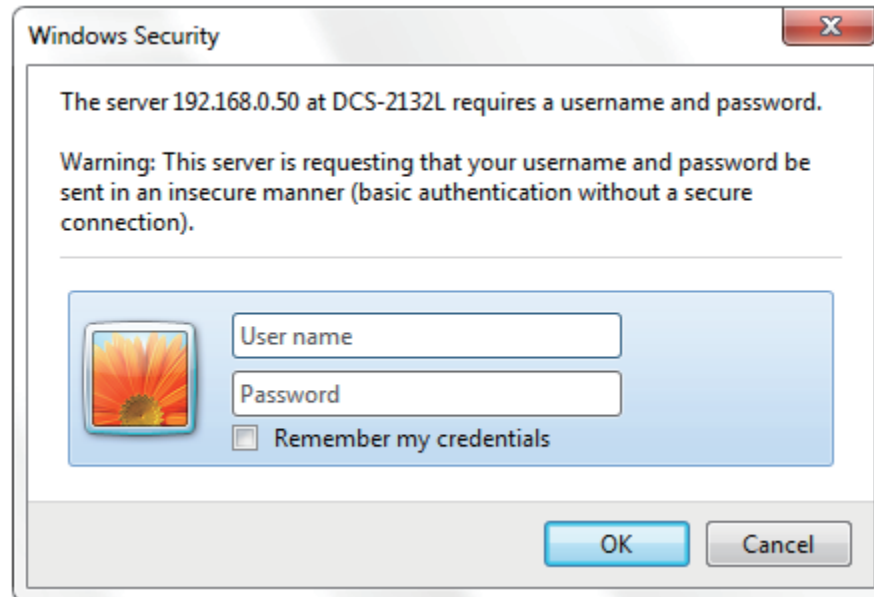 Windows Security
The server 192.168.0.50 at DCS-2132L requires a username and password.
Warning: This server is requesting that your username and password be
sent in an insecure manner (basic authentication without a secure
connection).
User name
Password
Remember my credentials
OK
Cancel